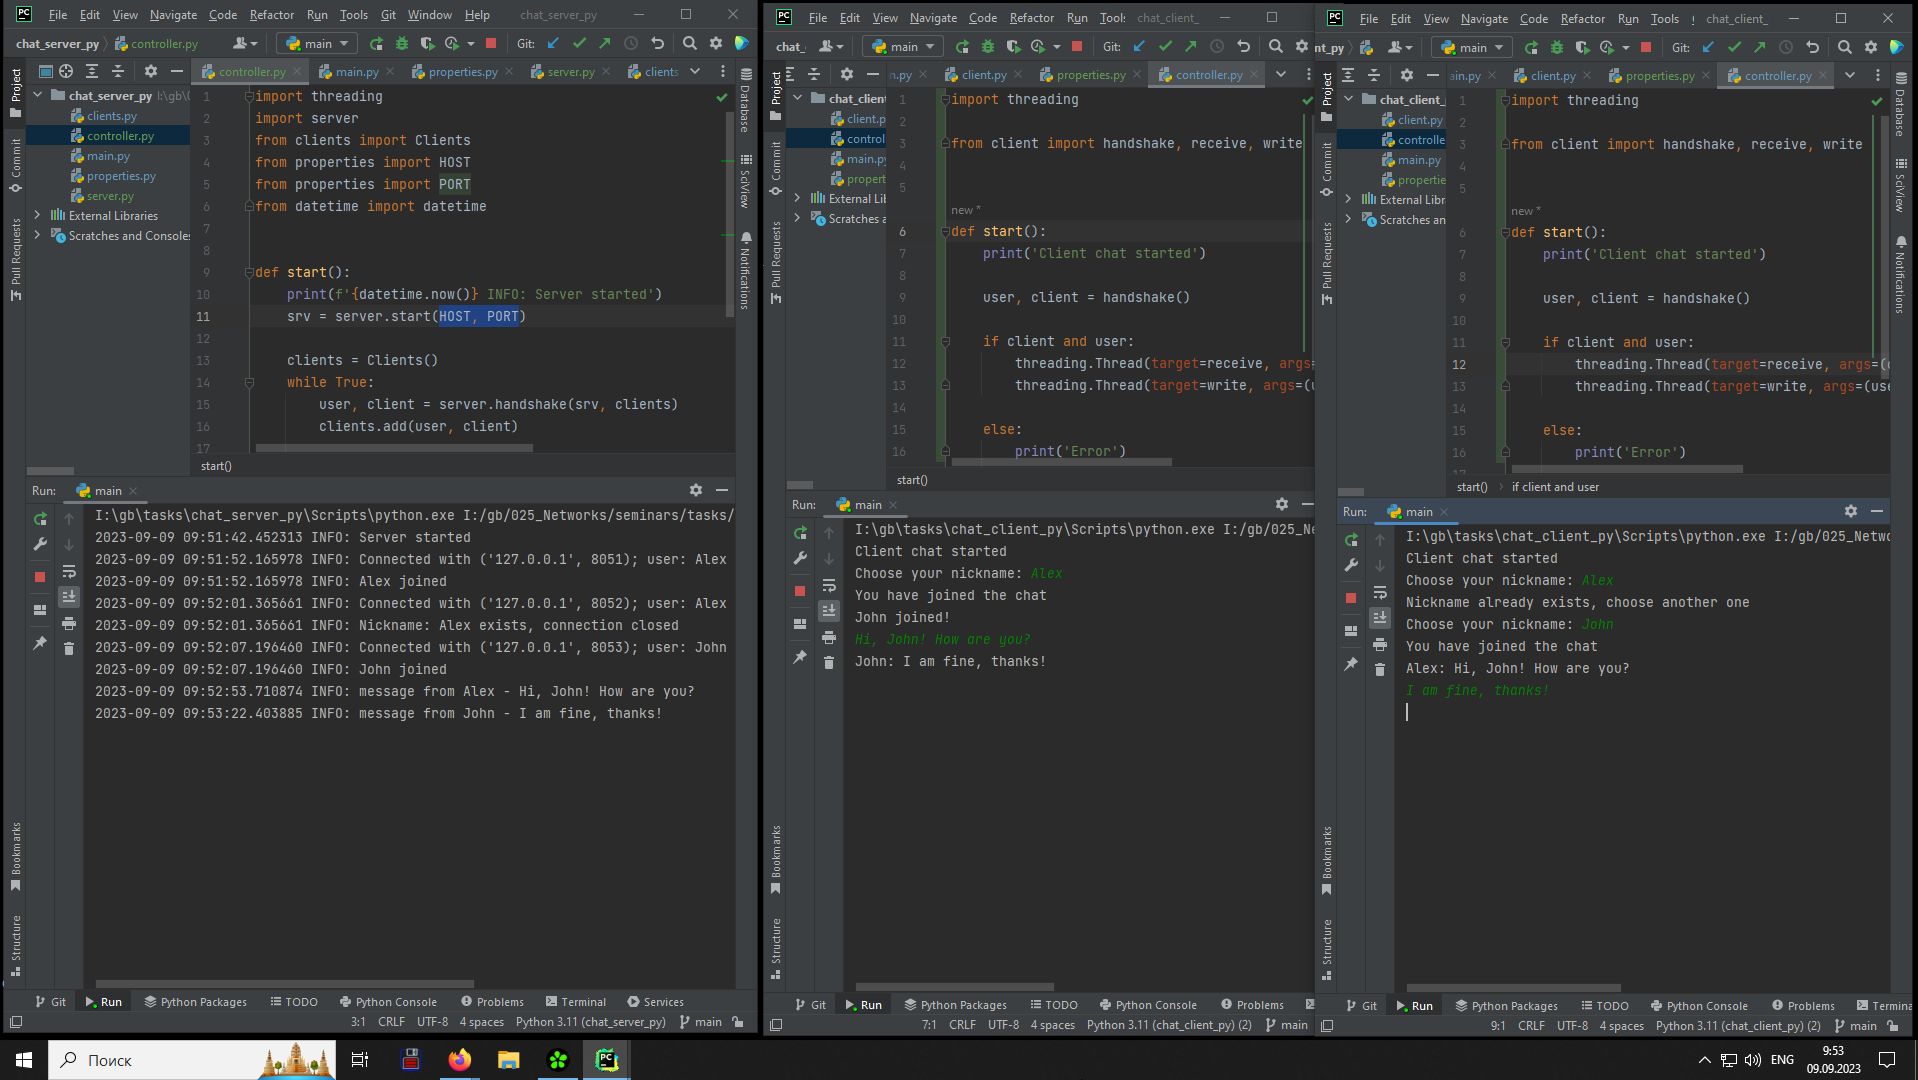 File Edit View Navigate Code Refactor Run Tools Git Window Help chat_server_py
chat_server_py controller.py main Git:
controller.py main.py properties.py server.py clients
Project
Commit
Pull Requests
Bookmarks
Structure
chat_server_py I:\gb\
clients.py
controller.py
main.py
properties.py
server.py
External Libraries
Scratches and Consoles
1 import threading
2 import server
3 from clients import Clients
4 from properties import HOST
5 from properties import PORT
6 from datetime import datetime
7
8
9 def start():
10 print(f'{datetime.now()} INFO: Server started')
11 srv = server.start(HOST, PORT)
12
13 clients = Clients()
14 while True:
15 user, client = server.handshake(srv, clients)
16 clients.add(user, client)
17
start()
Database
SciView
Notifications
Run: main
I:\gb\tasks\chat_server_py\Scripts\python.exe I:/gb/025_Networks/seminars/tasks/
2023-09-09 09:51:42.452313 INFO: Server started
2023-09-09 09:51:52.165978 INFO: Connected with ('127.0.0.1', 8051); user: Alex
2023-09-09 09:51:52.165978 INFO: Alex joined
2023-09-09 09:52:01.365661 INFO: Connected with ('127.0.0.1', 8052); user: Alex
2023-09-09 09:52:01.365661 INFO: Nickname: Alex exists, connection closed
2023-09-09 09:52:07.196460 INFO: Connected with ('127.0.0.1', 8053); user: John
2023-09-09 09:52:07.196460 INFO: John joined
2023-09-09 09:52:53.710874 INFO: message from Alex - Hi, John! How are you?
2023-09-09 09:53:22.403885 INFO: message from John - I am fine, thanks!
Git Run Python Packages TODO Python Console Problems Terminal Services
3:1 CRLF UTF-8 4 spaces Python 3.11 (chat_server_py) main
File Edit View Navigate Code Refactor Run Tools chat_client_
chat_ main Git:
n.py client.py properties.py controller.py
Project
Commit
Pull Requests
Bookmarks
Structure
chat_client
client.p
control
main.py
propert
External Lib
Scratches a
1 import threading
2
3 from client import handshake, receive, write
4
5
new *
6 def start():
7 print('Client chat started')
8
9 user, client = handshake()
10
11 if client and user:
12 threading.Thread(target=receive, args=
13 threading.Thread(target=write, args=(u
14
15 else:
16 print('Error')
start()
Run: main
I:\gb\tasks\chat_client_py\Scripts\python.exe I:/gb/025_Ne
Client chat started
Choose your nickname: Alex
You have joined the chat
John joined!
Hi, John! How are you?
John: I am fine, thanks!
Git Run Python Packages TODO Python Console Problems
7:1 CRLF UTF-8 4 spaces Python 3.11 (chat_client_py) (2) main
File Edit View Navigate Code Refactor Run Tools chat_client_
nt_py main Git:
ain.py client.py properties.py controller.py
Project
Commit
Pull Requests
Bookmarks
Structure
chat_client_
client.py
controlle
main.py
propertie
External Libr
Scratches an
1 import threading
2
3 from client import handshake, receive, write
4
5
new *
6 def start():
7 print('Client chat started')
8
9 user, client = handshake()
10
11 if client and user:
12 threading.Thread(target=receive, args=(c
13 threading.Thread(target=write, args=(use
14
15 else:
16 print('Error')
start() if client and user
Database
SciView
Notifications
Run: main
I:\gb\tasks\chat_client_py\Scripts\python.exe I:/gb/025_Netwo
Client chat started
Choose your nickname: Alex
Nickname already exists, choose another one
Choose your nickname: John
You have joined the chat
Alex: Hi, John! How are you?
I am fine, thanks!
Git Run Python Packages TODO Python Console Problems Termina
9:1 CRLF UTF-8 4 spaces Python 3.11 (chat_client_py) (2) main
Поиск
ENG
9:53
09.09.2023